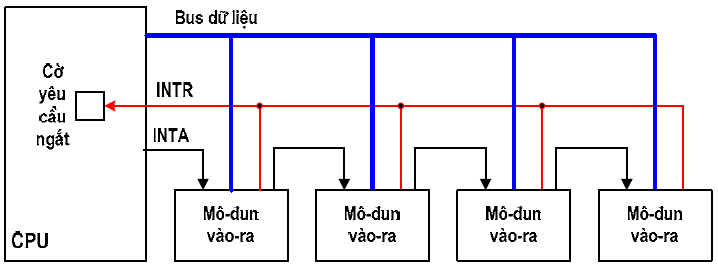 Bus dữ liệu
Cờ
yêu
cầu
ngắt
INTR
INTA
CPU
Mô-đun
vào-ra
Mô-đun
vào-ra
Mô-đun
vào-ra
Mô-đun
vào-ra